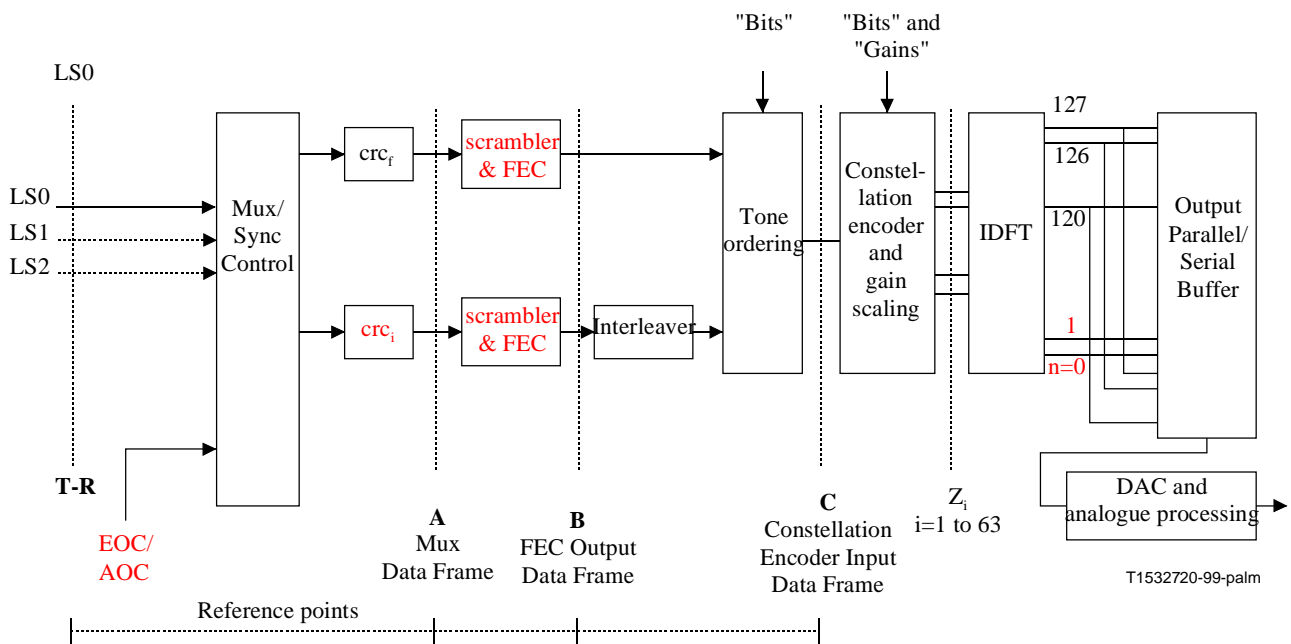 "Bits"
"Bits" and
"Gains"
LS0
127
crc_f
scrambler
& FEC
126
LS0
LS1
LS2
Mux/
Sync
Control
Tone
ordering
Constel-
lation
encoder
and
gain
scaling
IDFT
120
Output
Parallel/
Serial
Buffer
crc_i
scrambler
& FEC
Interleaver
1
n=0
T-R
EOC/
AOC
A
Mux
Data Frame
B
FEC Output
Data Frame
C
Constellation
Encoder Input
Data Frame
Z_i
i=1 to 63
DAC and
analogue processing
T1532720-99-palm
Reference points